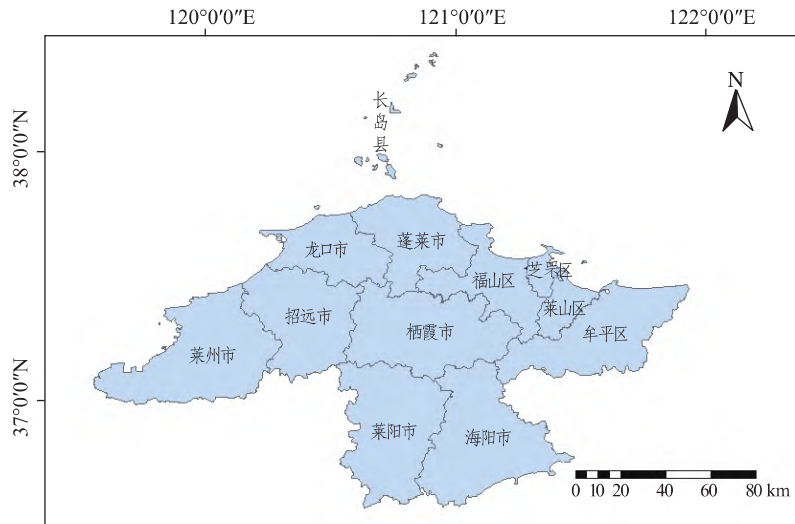 120°0′0″E
121°0′0″E
122°0′0″E
N
长岛县
38°0′0″N
蓬莱市
龙口市
芝罘区
福山区
莱山区
招远市
栖霞市
牟平区
莱州市
37°0′0″N
莱阳市
海阳市
0 10 20 40 60 80 km